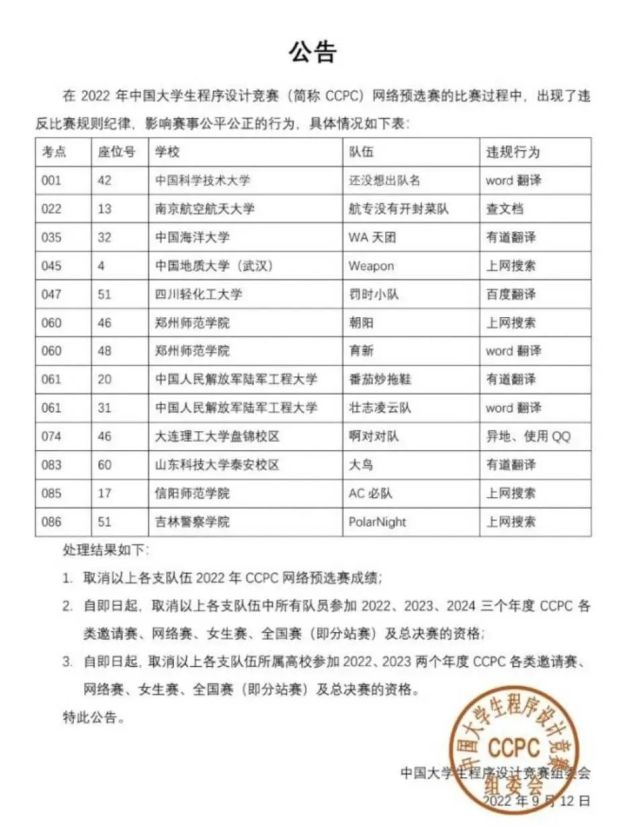 公告
在 2022 年中国大学生程序设计竞赛（简称 CCPC）网络预选赛的比赛过程中，出现了违
反比赛规则纪律，影响赛事公平公正的行为，具体情况如下表：
考点 座位号 学校 队伍 违规行为
001 42 中国科学技术大学 还没想出队名 word 翻译
022 13 南京航空航天大学 航专没有开封菜队 查文档
035 32 中国海洋大学 WA 天团 有道翻译
045 4 中国地质大学（武汉） Weapon 上网搜索
047 51 四川轻化工大学 罚时小队 百度翻译
060 46 郑州师范学院 朝阳 上网搜索
060 48 郑州师范学院 育新 word 翻译
061 20 中国人民解放军陆军工程大学 番茄炒拖鞋 有道翻译
061 31 中国人民解放军陆军工程大学 壮志凌云队 word 翻译
074 46 大连理工大学盘锦校区 啊对对队 异地、使用 QQ
083 60 山东科技大学泰安校区 大鸟 有道翻译
085 17 信阳师范学院 AC 必队 上网搜索
086 51 吉林警察学院 PolarNight 上网搜索
处理结果如下：
1. 取消以上各支队伍 2022 年 CCPC 网络预选赛成绩；
2. 自即日起，取消以上各支队伍中所有队员参加 2022、2023、2024 三个年度 CCPC 各
类邀请赛、网络赛、女生赛、全国赛（即分站赛）及总决赛的资格；
3. 自即日起，取消以上各支队伍所属高校参加 2022、2023 两个年度 CCPC 各类邀请赛、
网络赛、女生赛、全国赛（即分站赛）及总决赛的资格。
特此公告。
中国大学生程序设计竞赛
CCPC
组委会
中国大学生程序设计竞赛组委会
2022 年 9 月 12 日